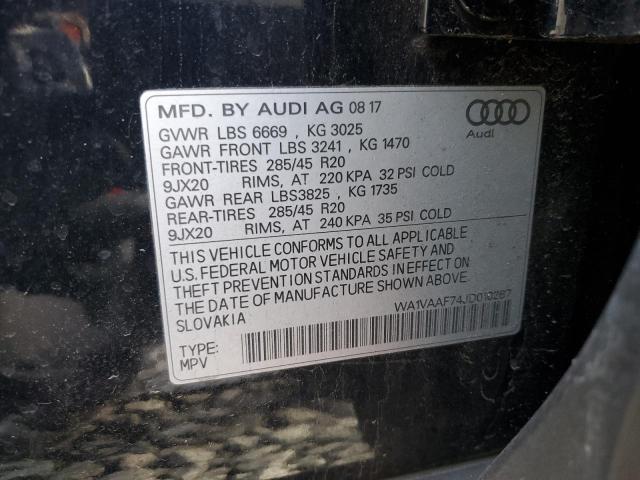 MFD. BY AUDI AG 08 17
Audi
GVWR LBS 6669 , KG 3025
GAWR FRONT LBS 3241 , KG 1470
FRONT-TIRES 285/45 R20
9JX20 RIMS, AT 220 KPA 32 PSI COLD
GAWR REAR LBS3825 , KG 1735
REAR-TIRES 285/45 R20
9JX20 RIMS, AT 240 KPA 35 PSI COLD
THIS VEHICLE CONFORMS TO ALL APPLICABLE
U.S. FEDERAL MOTOR VEHICLE SAFETY AND
THEFT PREVENTION STANDARDS IN EFFECT ON
THE DATE OF MANUFACTURE SHOWN ABOVE.
SLOVAKIA
WA1VAAF74JD010287
TYPE:
MPV